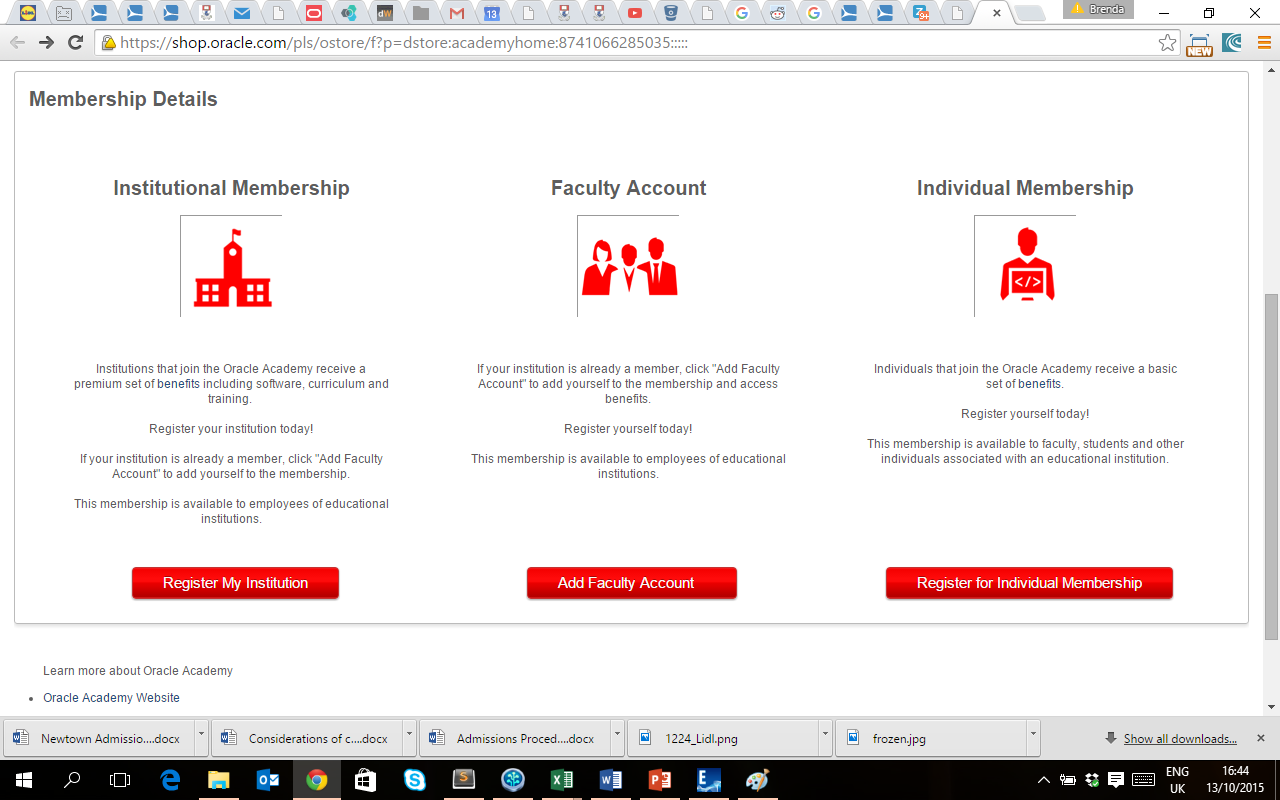 Brenda
https://shop.oracle.com/pls/ostore/f?p=dstore:academyhome:8741066285035:::::
NEW
Membership Details
Institutional Membership
Faculty Account
Individual Membership
</>
Institutions that join the Oracle Academy receive a
premium set of benefits including software, curriculum and
training.
Register your institution today!
If your institution is already a member, click "Add Faculty
Account" to add yourself to the membership.
This membership is available to employees of educational
institutions.
If your institution is already a member, click "Add Faculty
Account" to add yourself to the membership and access
benefits.
Register yourself today!
This membership is available to employees of educational
institutions.
Individuals that join the Oracle Academy receive a basic
set of benefits.
Register yourself today!
This membership is available to faculty, students and other
individuals associated with an educational institution.
Register My Institution
Add Faculty Account
Register for Individual Membership
Learn more about Oracle Academy
• Oracle Academy Website
Newtown Admissio....docx
Considerations of c....docx
Admissions Proced....docx
1224_Lidl.png
frozen.jpg
Show all downloads...
ENG
UK
16:44
13/10/2015